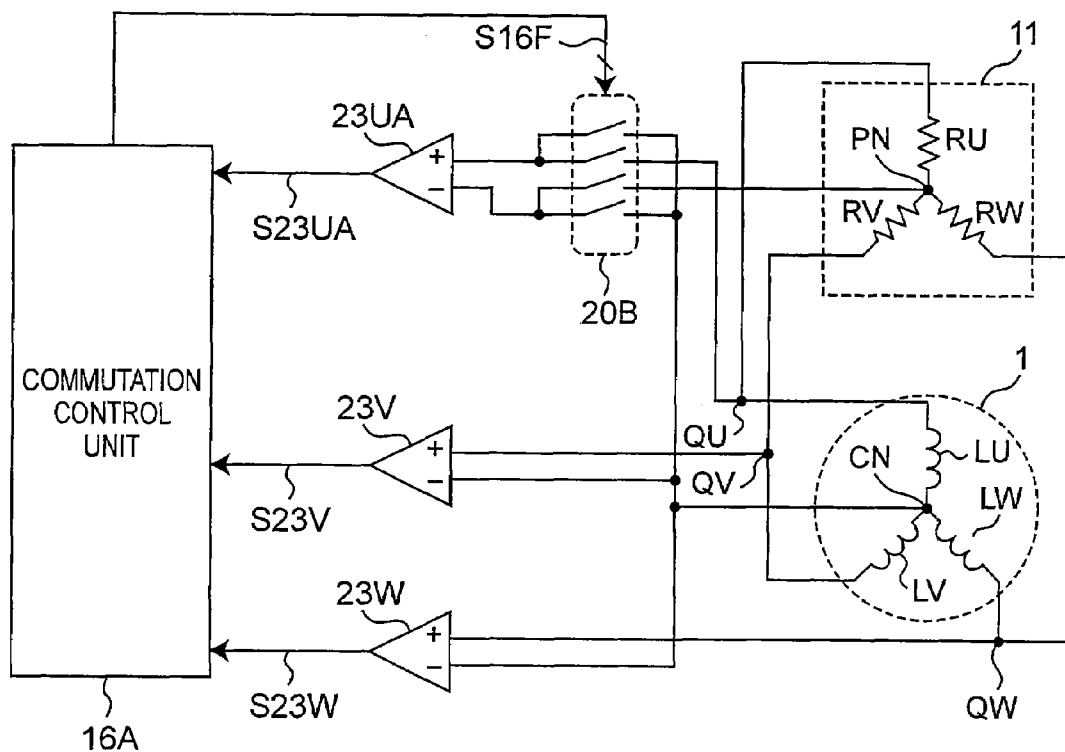 S16F
11
23UA
+
−
S23UA
20B
PN
RU
RV
RW
COMMUTATION
CONTROL
UNIT
1
23V
+
−
S23V
QU
QV
CN
LU
LW
LV
23W
+
−
S23W
QW
16A